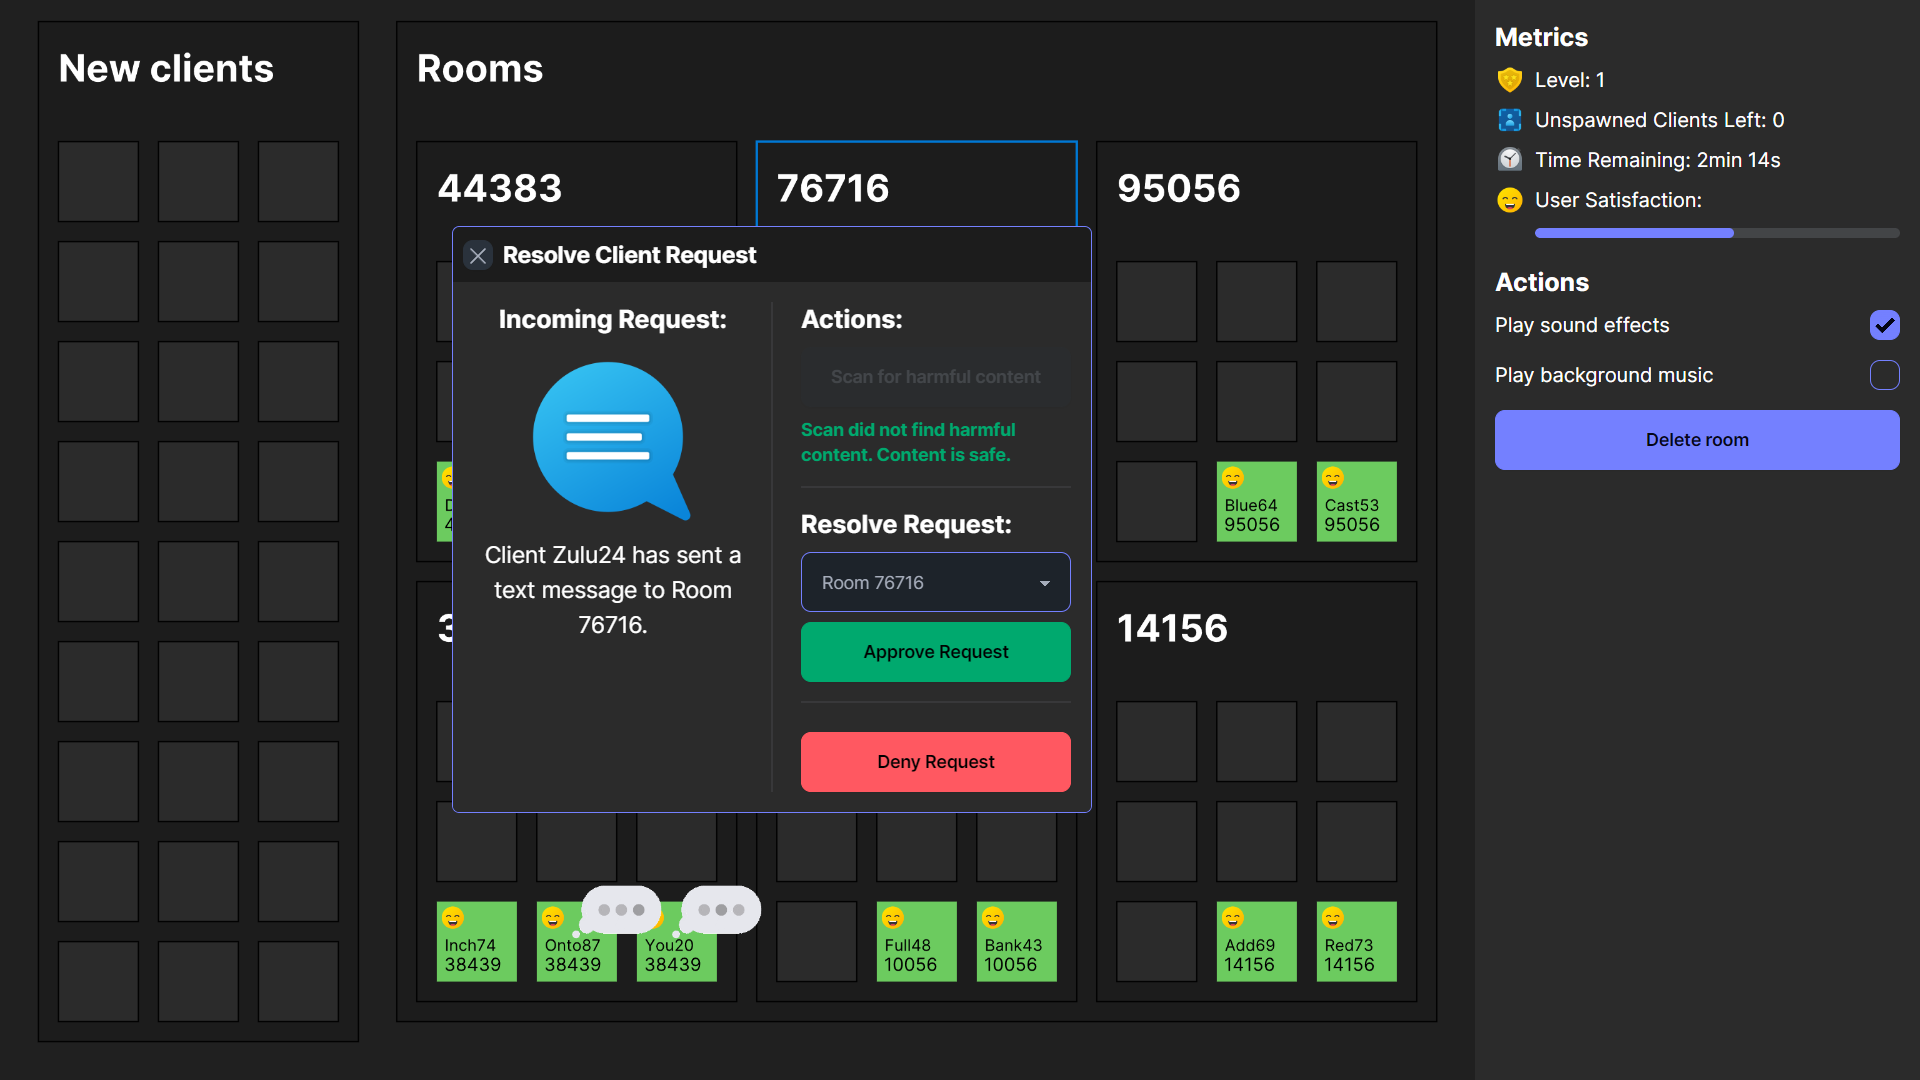 New clients
Rooms
44383
76716
95056
Resolve Client Request
Incoming Request:
Client Zulu24 has sent a
text message to Room
76716.
Actions:
Scan for harmful content
Scan did not find harmful
content. Content is safe.
Resolve Request:
Room 76716
Approve Request
Deny Request
Blue64
95056
Cast53
95056
14156
Inch74
38439
Onto87
38439
You20
38439
Full48
10056
Bank43
10056
Add69
14156
Red73
14156
Metrics
Level: 1
Unspawned Clients Left: 0
Time Remaining: 2min 14s
User Satisfaction:
Actions
Play sound effects
Play background music
Delete room